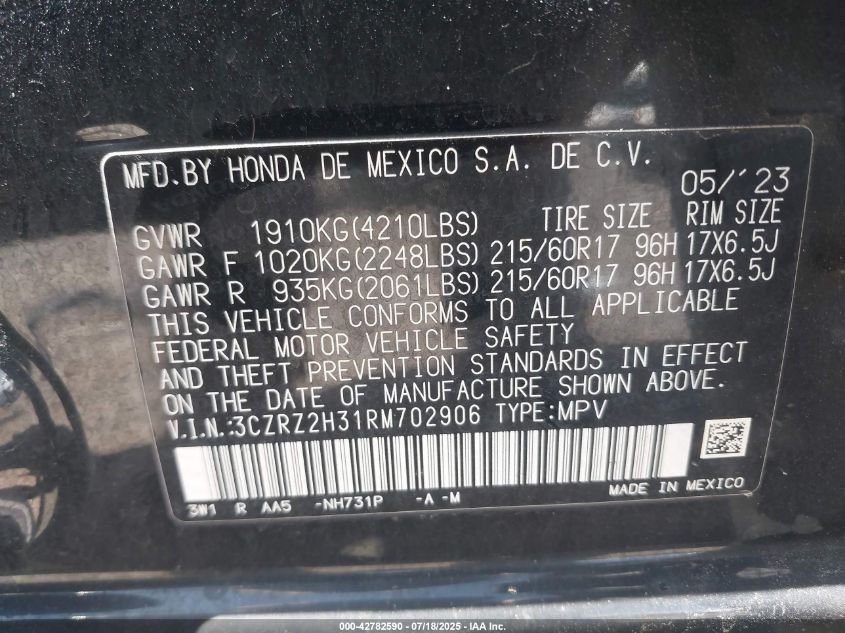 MFD.BY HONDA DE MEXICO S.A. DE C.V.
05/'23
GVWR 1910KG(4210LBS) TIRE SIZE RIM SIZE
GAWR F 1020KG(2248LBS) 215/60R17 96H 17X6.5J
GAWR R 935KG(2061LBS) 215/60R17 96H 17X6.5J
THIS VEHICLE CONFORMS TO ALL APPLICABLE
FEDERAL MOTOR VEHICLE SAFETY
AND THEFT PREVENTION STANDARDS IN EFFECT
ON THE DATE OF MANUFACTURE SHOWN ABOVE.
V.I.N.:3CZRZ2H31RM702906 TYPE:MPV
3W1 R AA5 -NH731P -A -M MADE IN MEXICO
000-42782590 - 07/18/2025 - IAA Inc.